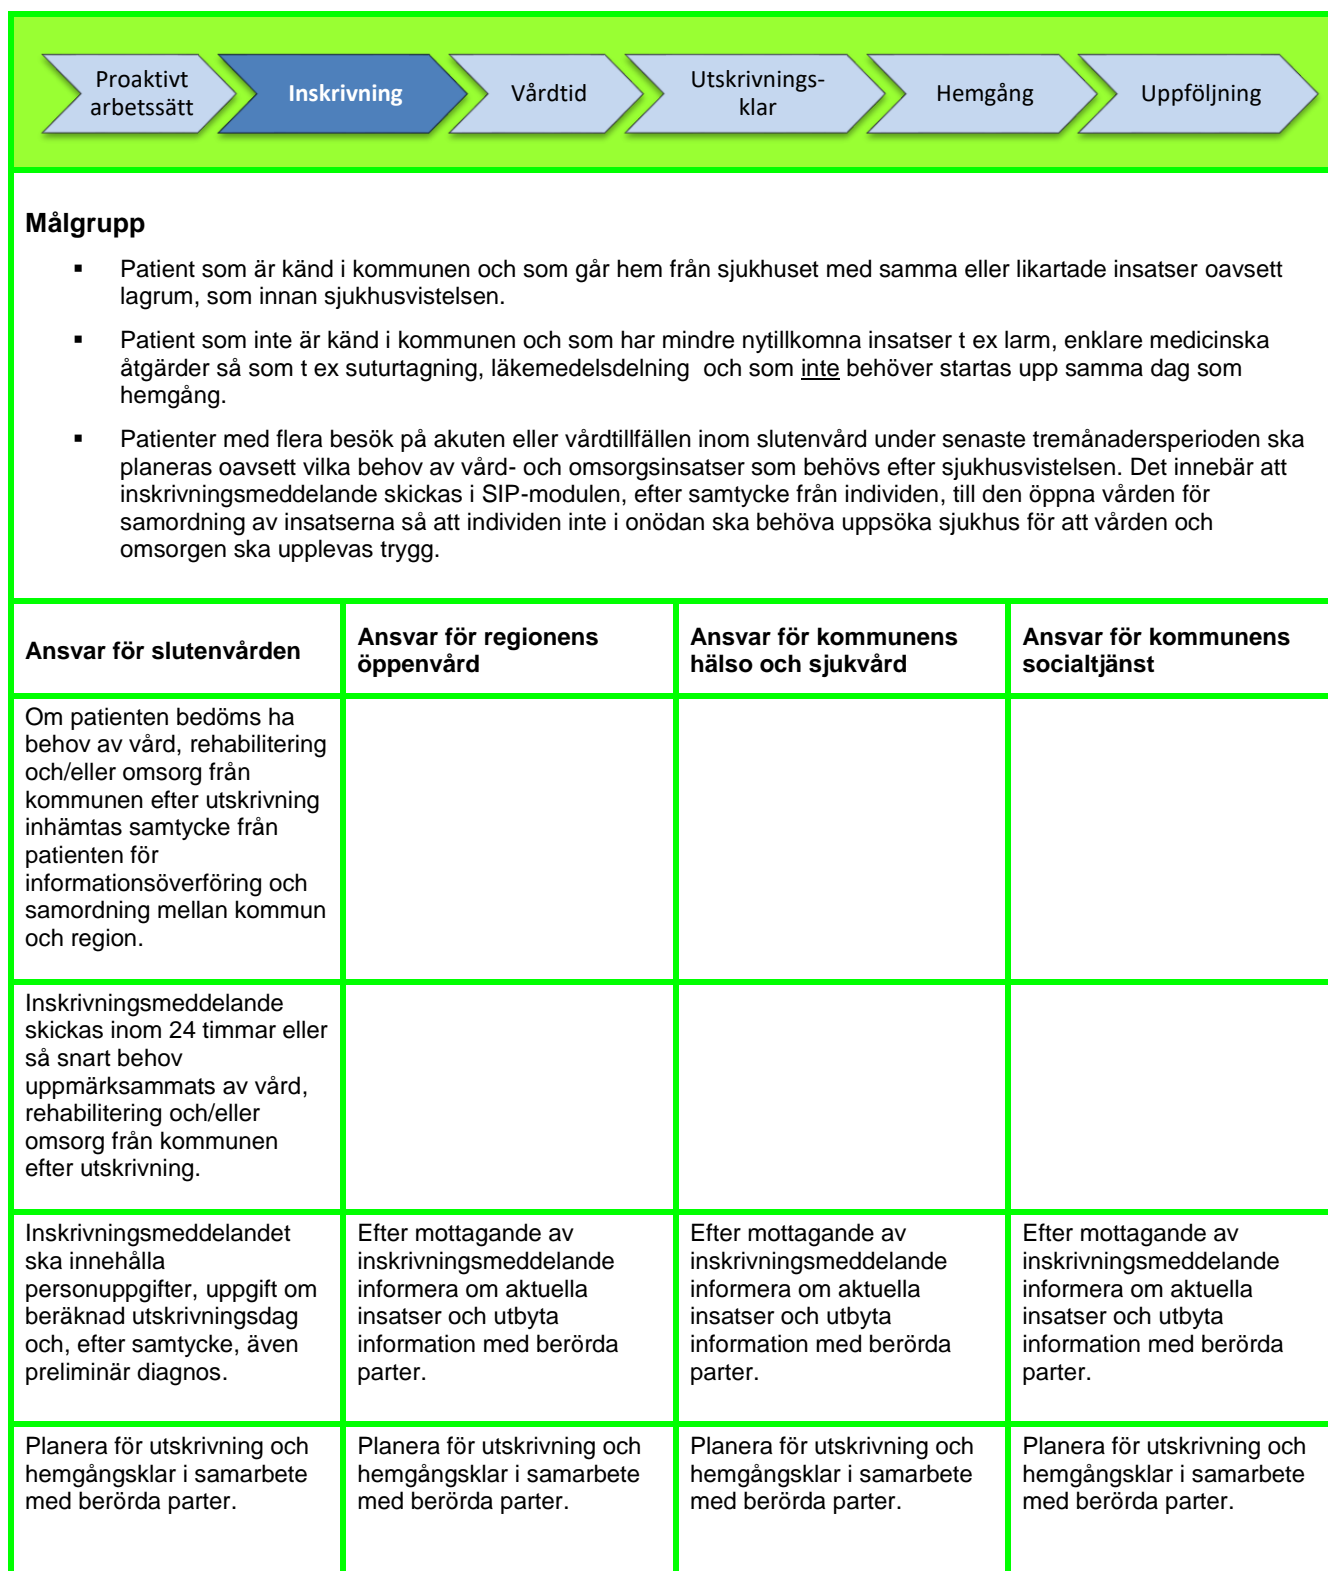 Proaktivt
arbetssätt
Inskrivning
Vårdtid
Utskrivnings-
klar
Hemgång
Uppföljning
Målgrupp
▪ Patient som är känd i kommunen och som går hem från sjukhuset med samma eller likartade insatser oavsett
lagrum, som innan sjukhusvistelsen.
▪ Patient som inte är känd i kommunen och som har mindre nytillkomna insatser t ex larm, enklare medicinska
åtgärder så som t ex suturtagning, läkemedelsdelning och som inte behöver startas upp samma dag som
hemgång.
▪ Patienter med flera besök på akuten eller vårdtillfällen inom slutenvård under senaste tremånadersperioden ska
planeras oavsett vilka behov av vård- och omsorgsinsatser som behövs efter sjukhusvistelsen. Det innebär att
inskrivningsmeddelande skickas i SIP-modulen, efter samtycke från individen, till den öppna vården för
samordning av insatserna så att individen inte i onödan ska behöva uppsöka sjukhus för att vården och
omsorgen ska upplevas trygg.
Ansvar för slutenvården
Ansvar för regionens
öppenvård
Ansvar för kommunens
hälso och sjukvård
Ansvar för kommunens
socialtjänst
Om patienten bedöms ha
behov av vård, rehabilitering
och/eller omsorg från
kommunen efter utskrivning
inhämtas samtycke från
patienten för
informationsöverföring och
samordning mellan kommun
och region.
Inskrivningsmeddelande
skickas inom 24 timmar eller
så snart behov
uppmärksammats av vård,
rehabilitering och/eller
omsorg från kommunen
efter utskrivning.
Inskrivningsmeddelandet
ska innehålla
personuppgifter, uppgift om
beräknad utskrivningsdag
och, efter samtycke, även
preliminär diagnos.
Efter mottagande av
inskrivningsmeddelande
informera om aktuella
insatser och utbyta
information med berörda
parter.
Efter mottagande av
inskrivningsmeddelande
informera om aktuella
insatser och utbyta
information med berörda
parter.
Efter mottagande av
inskrivningsmeddelande
informera om aktuella
insatser och utbyta
information med berörda
parter.
Planera för utskrivning och
hemgångsklar i samarbete
med berörda parter.
Planera för utskrivning och
hemgångsklar i samarbete
med berörda parter.
Planera för utskrivning och
hemgångsklar i samarbete
med berörda parter.
Planera för utskrivning och
hemgångsklar i samarbete
med berörda parter.